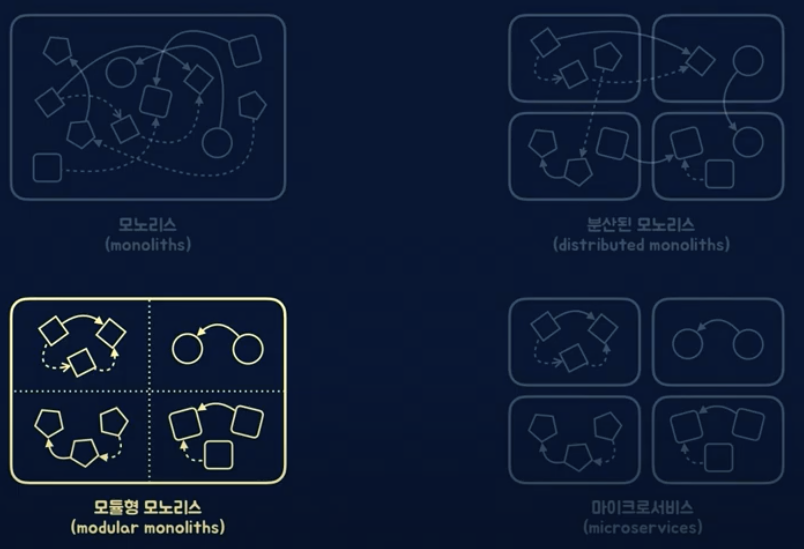 모노리스
(monoliths)
분산된 모노리스
(distributed monoliths)
모듈형 모노리스
(modular monoliths)
마이크로서비스
(microservices)